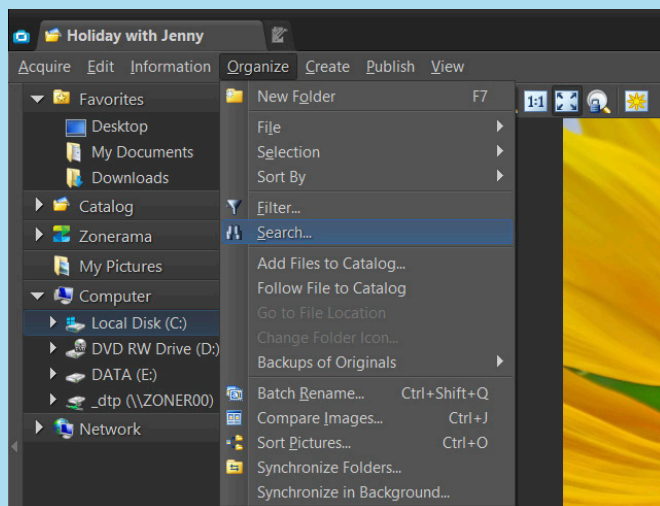 Holiday with Jenny
Acquire Edit Information Organize Create Publish View
Favorites
Desktop
My Documents
Downloads
Catalog
Zonerama
My Pictures
Computer
Local Disk (C:)
DVD RW Drive (D:)
DATA (E:)
_dtp (\\ZONER00)
Network
New Folder F7
File
Selection
Sort By
Filter...
Search...
Add Files to Catalog...
Follow File to Catalog
Go to File Location
Change Folder Icon...
Backups of Originals
Batch Rename... Ctrl+Shift+Q
Compare Images... Ctrl+J
Sort Pictures... Ctrl+O
Synchronize Folders...
Synchronize in Background...
1:1